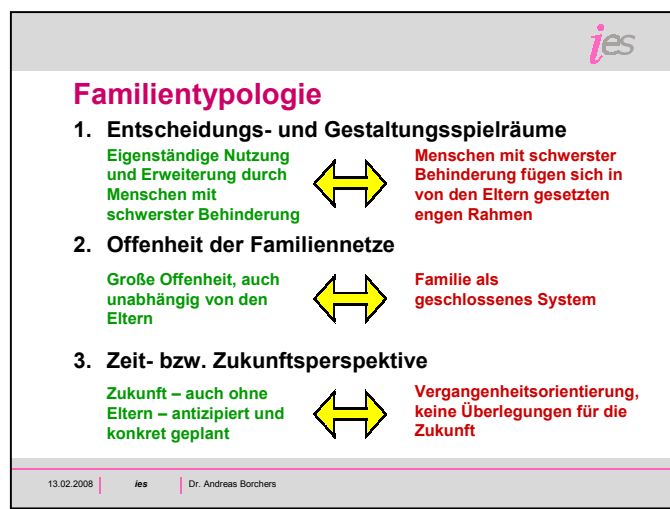 ies
Familientypologie
1. Entscheidungs- und Gestaltungsspielräume
Eigenständige Nutzung
und Erweiterung durch
Menschen mit
schwerster Behinderung
Menschen mit schwerster
Behinderung fügen sich in
von den Eltern gesetzten
engen Rahmen
2. Offenheit der Familiennetze
Große Offenheit, auch
unabhängig von den
Eltern
Familie als
geschlossenes System
3. Zeit- bzw. Zukunftsperspektive
Zukunft – auch ohne
Eltern – antizipiert und
konkret geplant
Vergangenheitsorientierung,
keine Überlegungen für die
Zukunft
13.02.2008 ies Dr. Andreas Borchers